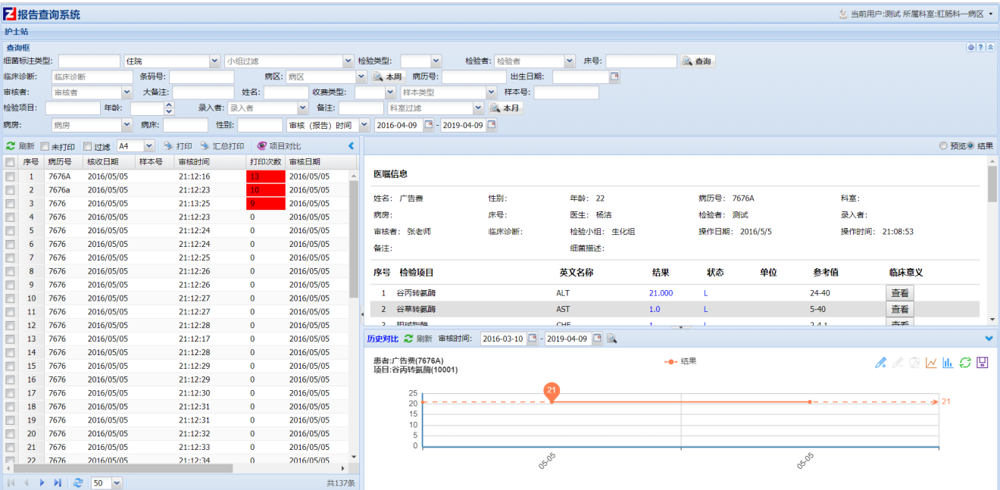 报告查询系统 当前用户:测试 所属科室:肛肠科一病区
护士站
查询框
细菌标注类型: 住院 小组过滤 检验类型: 检验者: 检验者 床号: 查询
临床诊断: 临床诊断 条码号: 病区: 病区 本周 病历号: 出生日期:
审核者: 审核者 大备注: 姓名: 收费类型: 样本类型 样本号:
检验项目: 年龄: 录入者: 录入者 备注: 科室过滤 本月
病房: 病房 病床: 性别: 审核（报告）时间 2016-04-09 - 2019-04-09
刷新 未打印 过滤 A4 打印 汇总打印 项目对比
序号 病历号 核收日期 样本号 审核时间 打印次数 审核日期
1 7676A 2016/05/05 21:12:16 13 2016/05/05
2 7676a 2016/05/05 21:12:23 10 2016/05/05
3 7676 2016/05/05 21:13:25 9 2016/05/05
4 7676 2016/05/05 21:12:23 0 2016/05/05
5 7676 2016/05/05 21:12:24 0 2016/05/05
6 7676 2016/05/05 21:12:24 0 2016/05/05
7 7676 2016/05/05 21:12:25 0 2016/05/05
8 7676 2016/05/05 21:12:26 0 2016/05/05
9 7676 2016/05/05 21:12:26 0 2016/05/05
10 7676 2016/05/05 21:12:27 0 2016/05/05
11 7676 2016/05/05 21:12:27 0 2016/05/05
12 7676 2016/05/05 21:12:28 0 2016/05/05
13 7676 2016/05/05 21:12:17 0 2016/05/05
14 7676 2016/05/05 21:12:28 0 2016/05/05
15 7676 2016/05/05 21:12:29 0 2016/05/05
16 7676 2016/05/05 21:12:29 0 2016/05/05
17 7676 2016/05/05 21:12:30 0 2016/05/05
18 7676 2016/05/05 21:12:31 0 2016/05/05
19 7676 2016/05/05 21:12:31 0 2016/05/05
20 7676 2016/05/05 21:12:32 0 2016/05/05
21 7676 2016/05/05 21:12:33 0 2016/05/05
22 7676 2016/05/05 21:12:34 0 2016/05/05
50 共137条
预览 结果
医嘱信息
姓名: 广告费 性别: 年龄: 22 病历号: 7676A 科室:
病房: 床号: 医生: 杨洁 检验者: 测试 录入者:
审核者: 张老师 临床诊断: 检验小组: 生化组 操作日期: 2016/5/5 操作时间: 21:08:53
备注: 细菌描述:
序号 检验项目 英文名称 结果 状态 单位 参考值 临床意义
1 谷丙转氨酶 ALT 21.000 L 24-40 查看
2 谷草转氨酶 AST 1.0 L 5-40 查看
3 胆碱脂酶 CHE 1 L 查看
历史对比 刷新 审核时间: 2016-03-10 - 2019-04-09
患者:广告费(7676A)
项目:谷丙转氨酶(10001)
结果
21
25
20
15
10
5
0
21
05-05 05-05